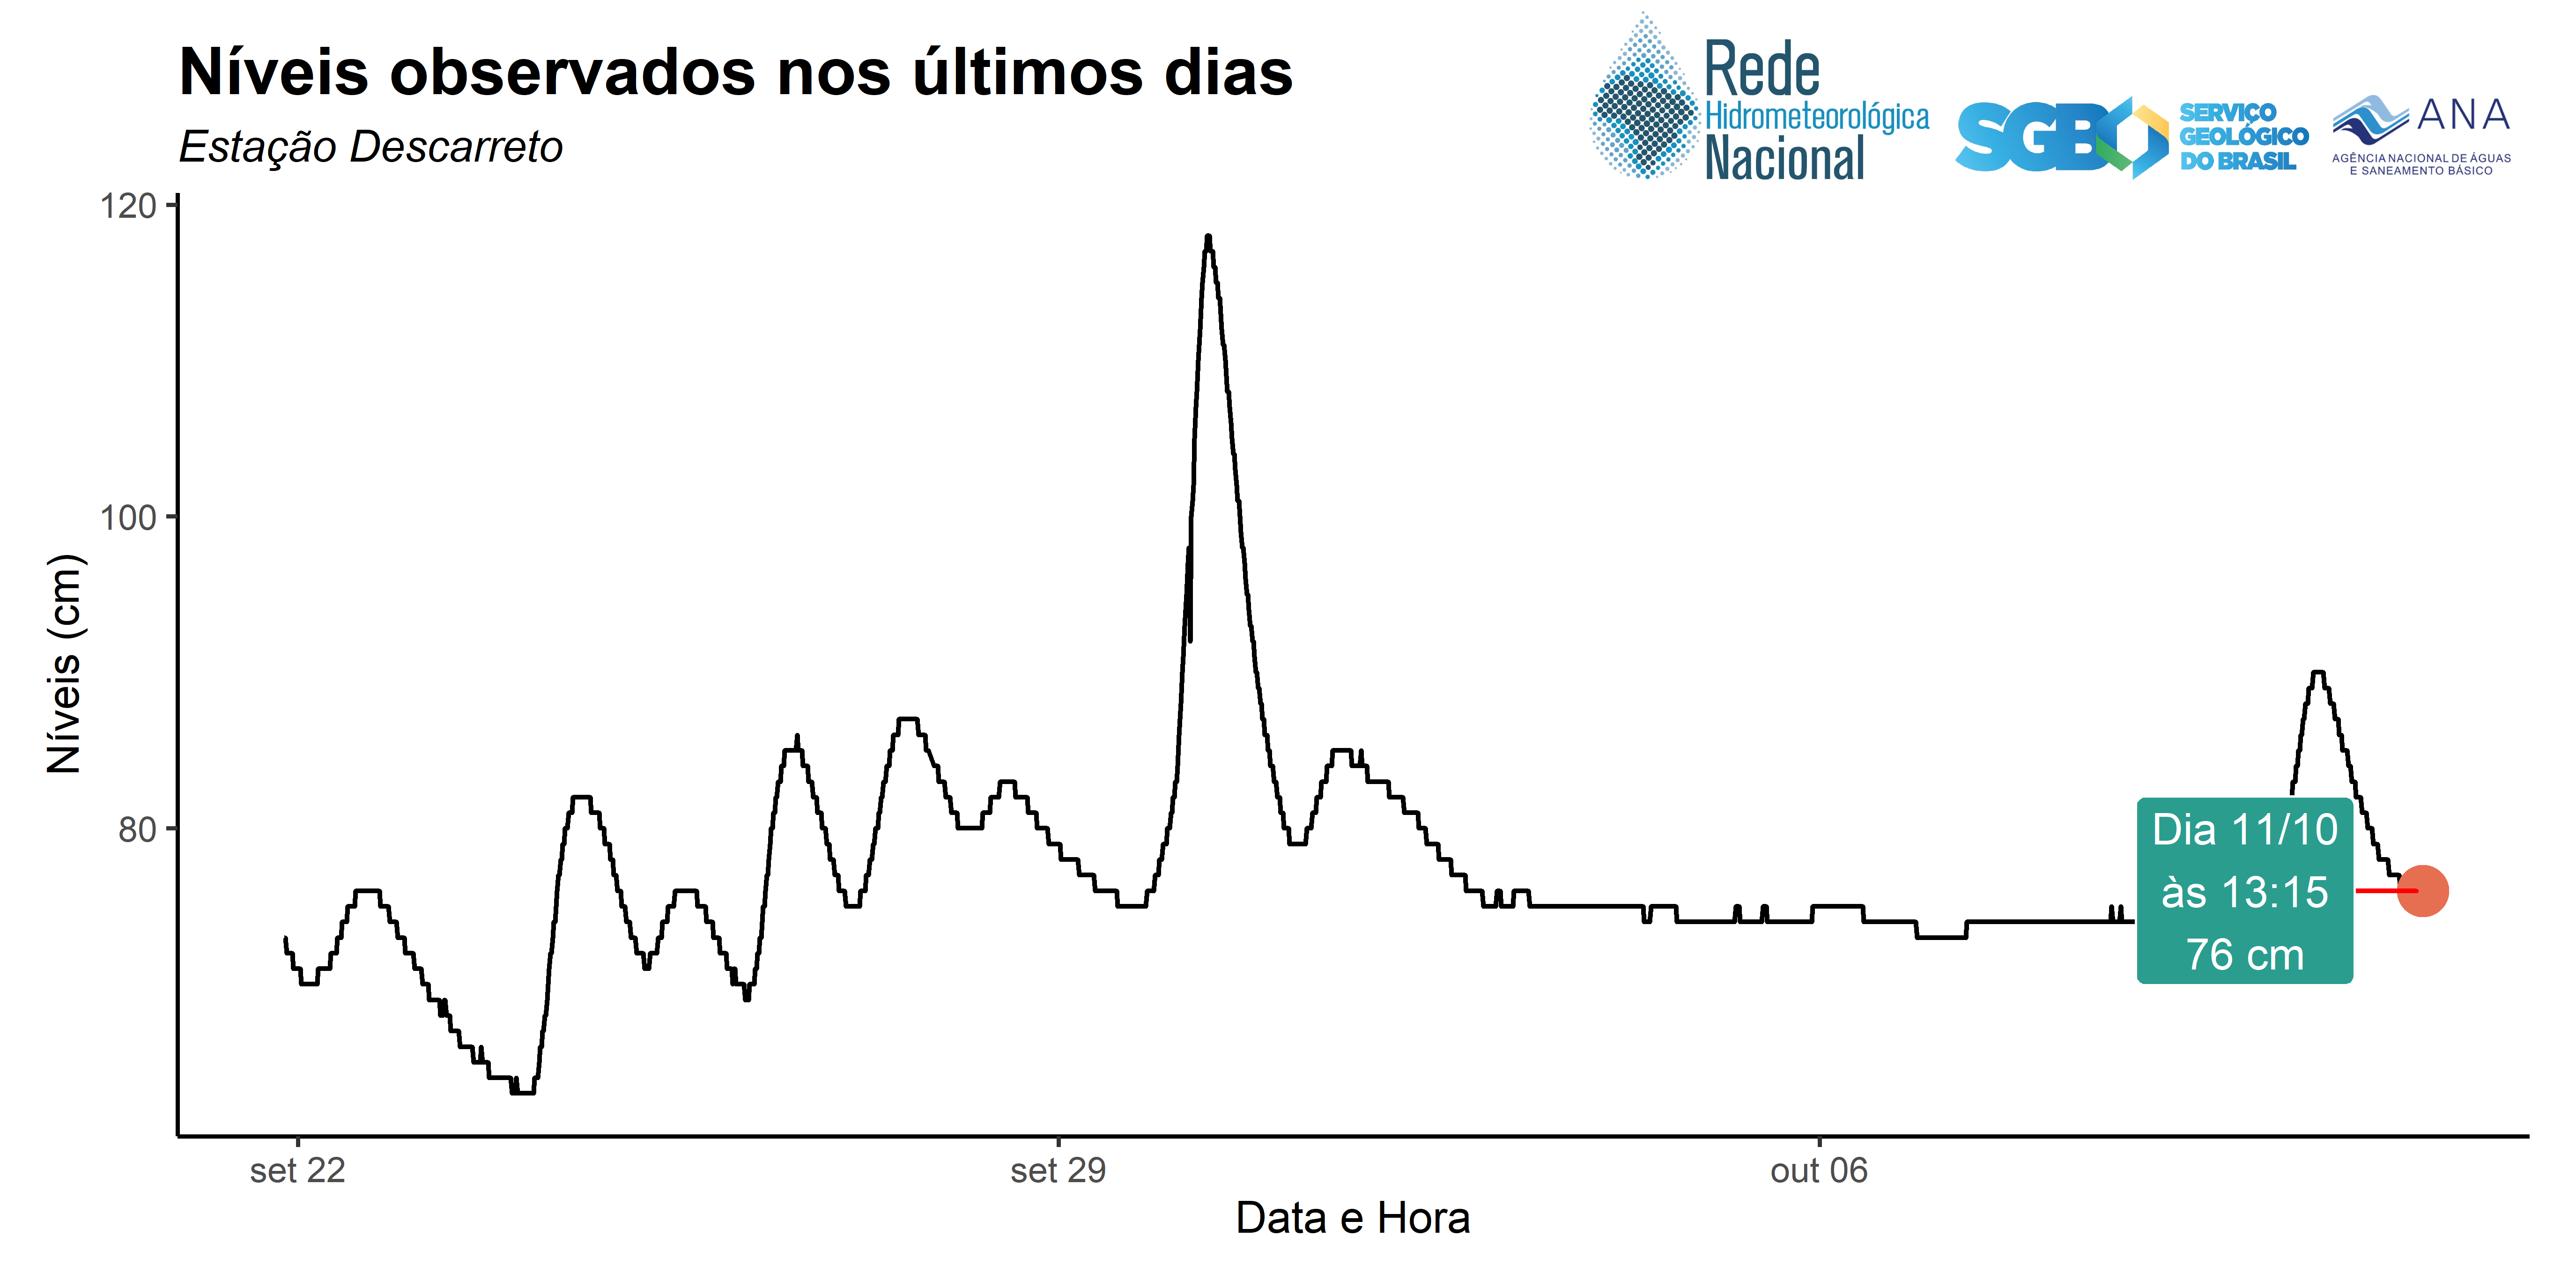 Níveis observados nos últimos dias
Estação Descarreto
Rede
Hidrometeorológica
Nacional
SGB
SERVIÇO
GEOLÓGICO
DO BRASIL
ANA
AGÊNCIA NACIONAL DE ÁGUAS
E SANEAMENTO BÁSICO
120
100
80
Níveis (cm)
Dia 11/10
às 13:15
76 cm
set 22
set 29
out 06
Data e Hora